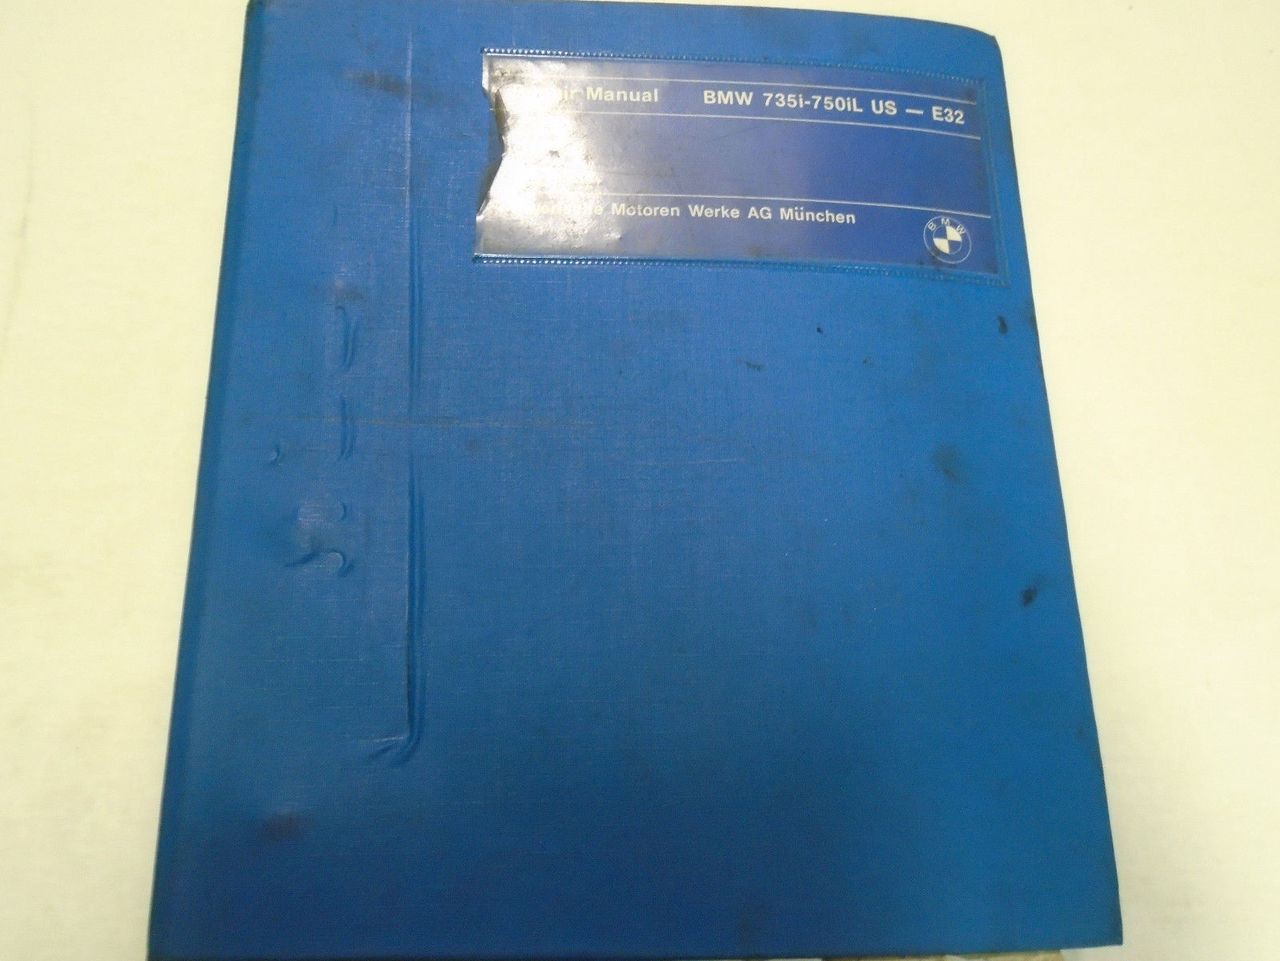 Manual BMW 735i-750iL US — E32
Motoren Werke AG München
BMW